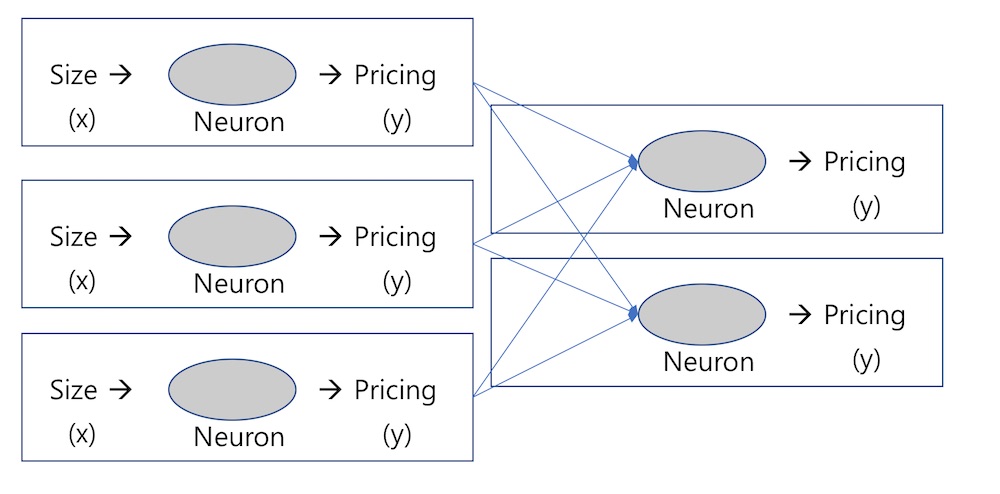 Size → → Pricing
(x) Neuron (y)
Size → → Pricing
(x) Neuron (y)
Size → → Pricing
(x) Neuron (y)
→ Pricing
Neuron (y)
→ Pricing
Neuron (y)